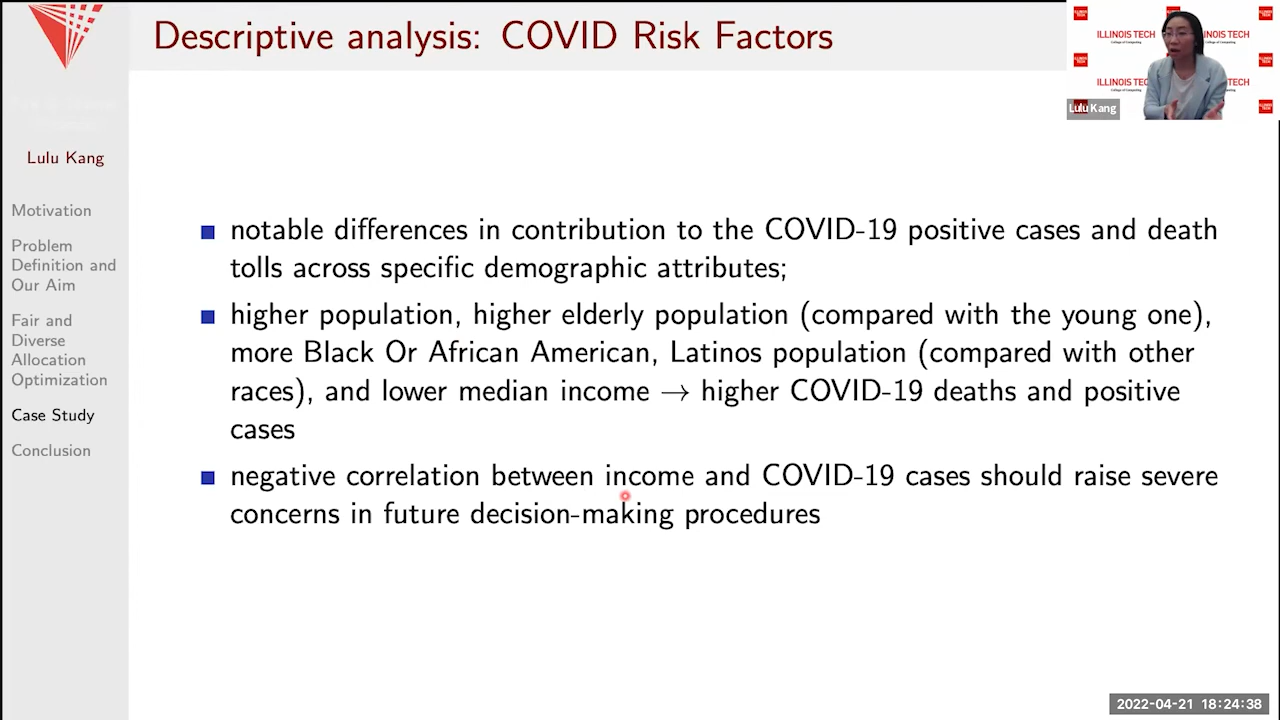 Descriptive analysis: COVID Risk Factors
ILLINOIS TECH
College of Computing
ILLINOIS TECH
Lulu Kang
Lulu Kang
Motivation
Problem
Definition and
Our Aim
Fair and
Diverse
Allocation
Optimization
Case Study
Conclusion
notable differences in contribution to the COVID-19 positive cases and death
tolls across specific demographic attributes;
higher population, higher elderly population (compared with the young one),
more Black Or African American, Latinos population (compared with other
races), and lower median income → higher COVID-19 deaths and positive
cases
negative correlation between income and COVID-19 cases should raise severe
concerns in future decision-making procedures
2022-04-21 18:24:38